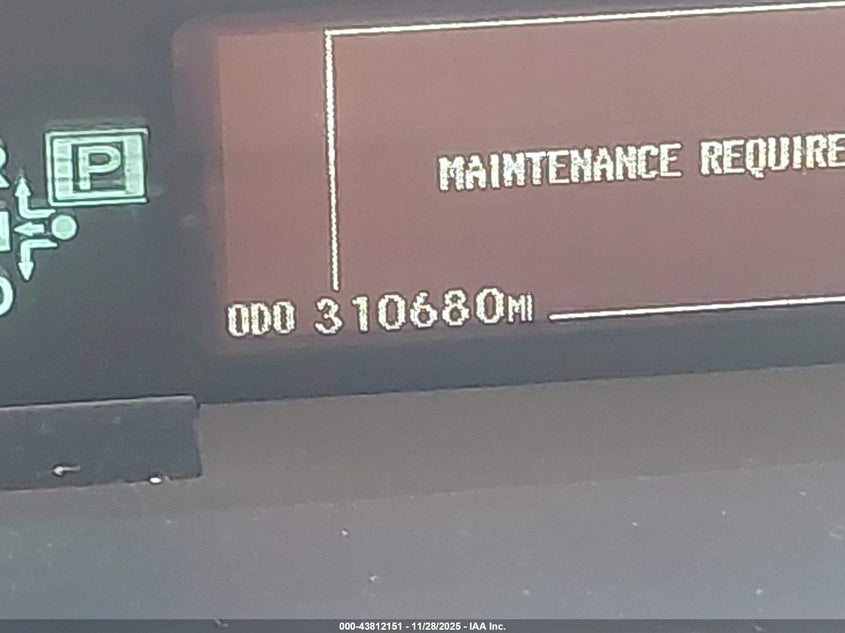 P
MAINTENANCE REQUIRE
ODO 310680MI
000-43812151 - 11/28/2025 - IAA Inc.